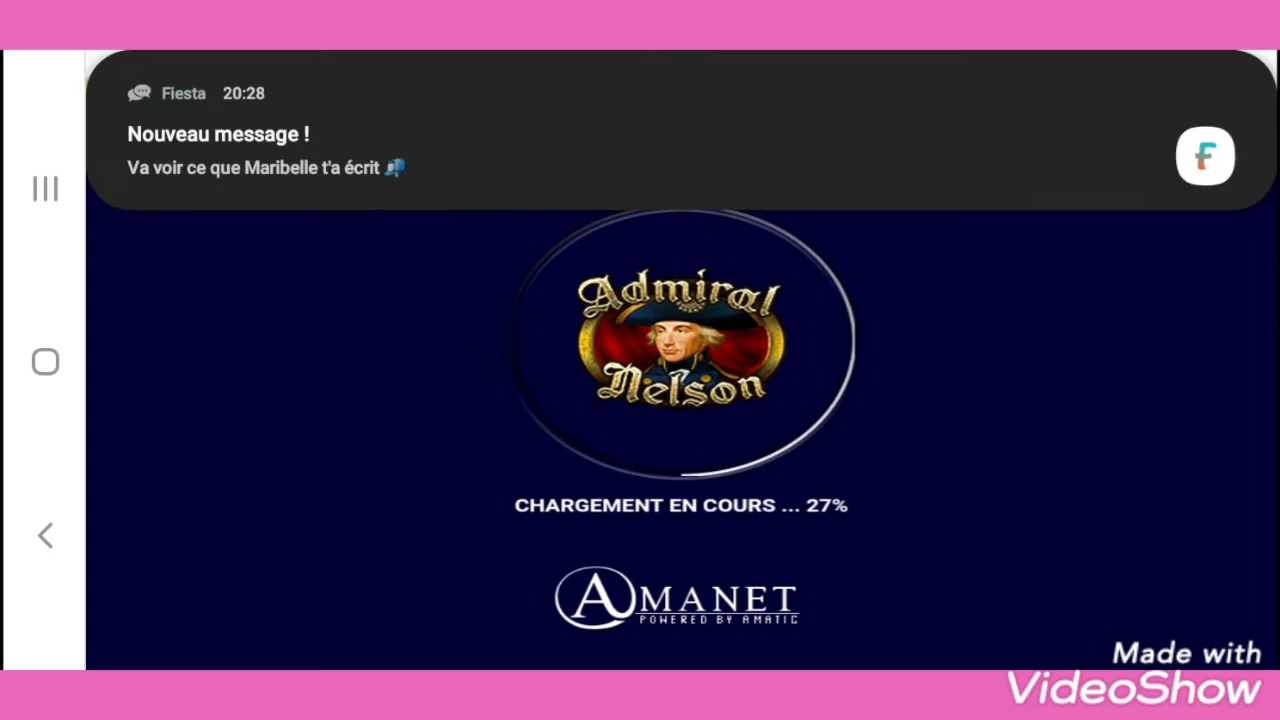 Fiesta 20:28
Nouveau message !
Va voir ce que Maribelle t'a écrit
F
Admiral
Nelson
CHARGEMENT EN COURS ... 27%
AMANET
POWERED BY AMATIC
Made with
VideoShow